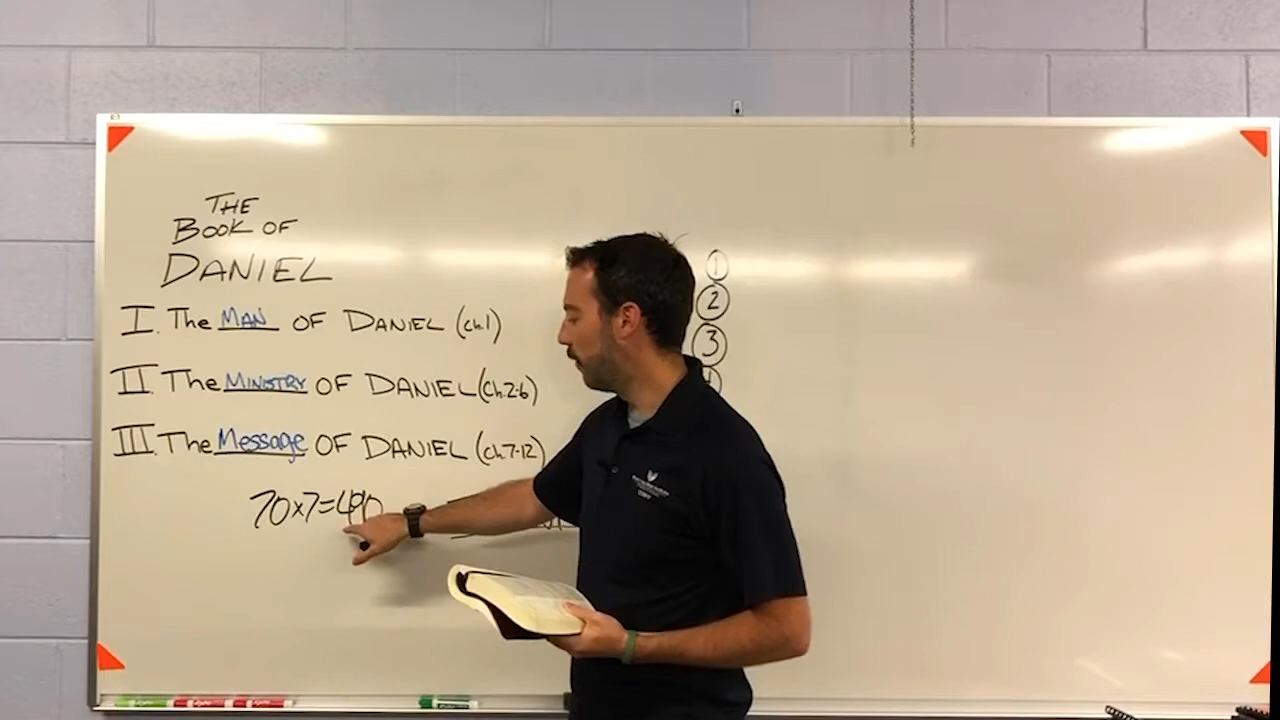 THE
BOOK OF
DANIEL
I. The MAN OF DANIEL (ch.1)
II. The MINISTRY OF DANIEL (ch.2-6)
III. The Message OF DANIEL (ch.7-12)
70x7=490
1
2
3